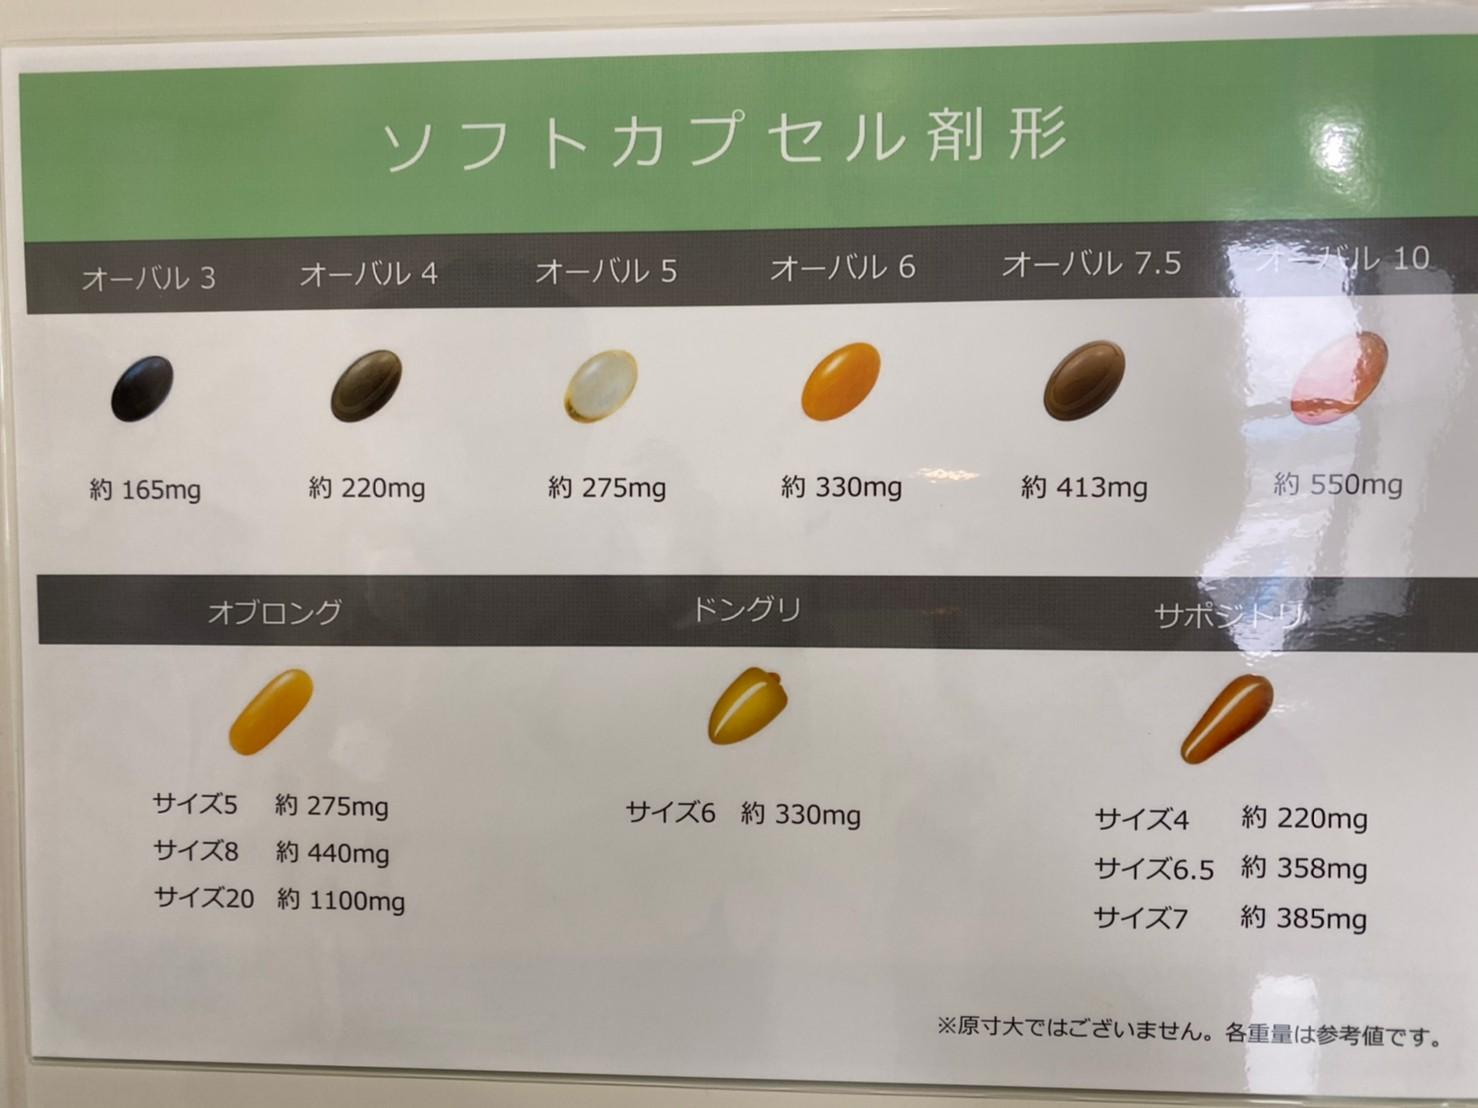 ソフトカプセル剤形
オーバル 3 オーバル 4 オーバル 5 オーバル 6 オーバル 7.5 オーバル 10
約 165mg 約 220mg 約 275mg 約 330mg 約 413mg 約 550mg
オブロング ドングリ サポジトリ
サイズ5 約 275mg サイズ6 約 330mg サイズ4 約 220mg
サイズ8 約 440mg サイズ6.5 約 358mg
サイズ20 約 1100mg サイズ7 約 385mg
※原寸大ではございません。各重量は参考値です。